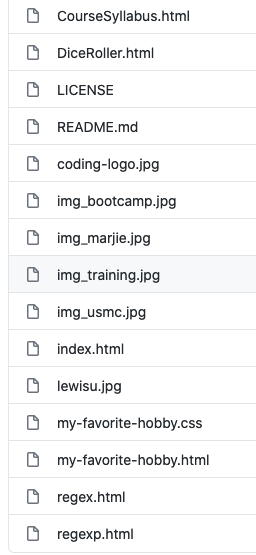 CourseSyllabus.html
DiceRoller.html
LICENSE
README.md
coding-logo.jpg
img_bootcamp.jpg
img_marjie.jpg
img_training.jpg
img_usmc.jpg
index.html
lewisu.jpg
my-favorite-hobby.css
my-favorite-hobby.html
regex.html
regexp.html